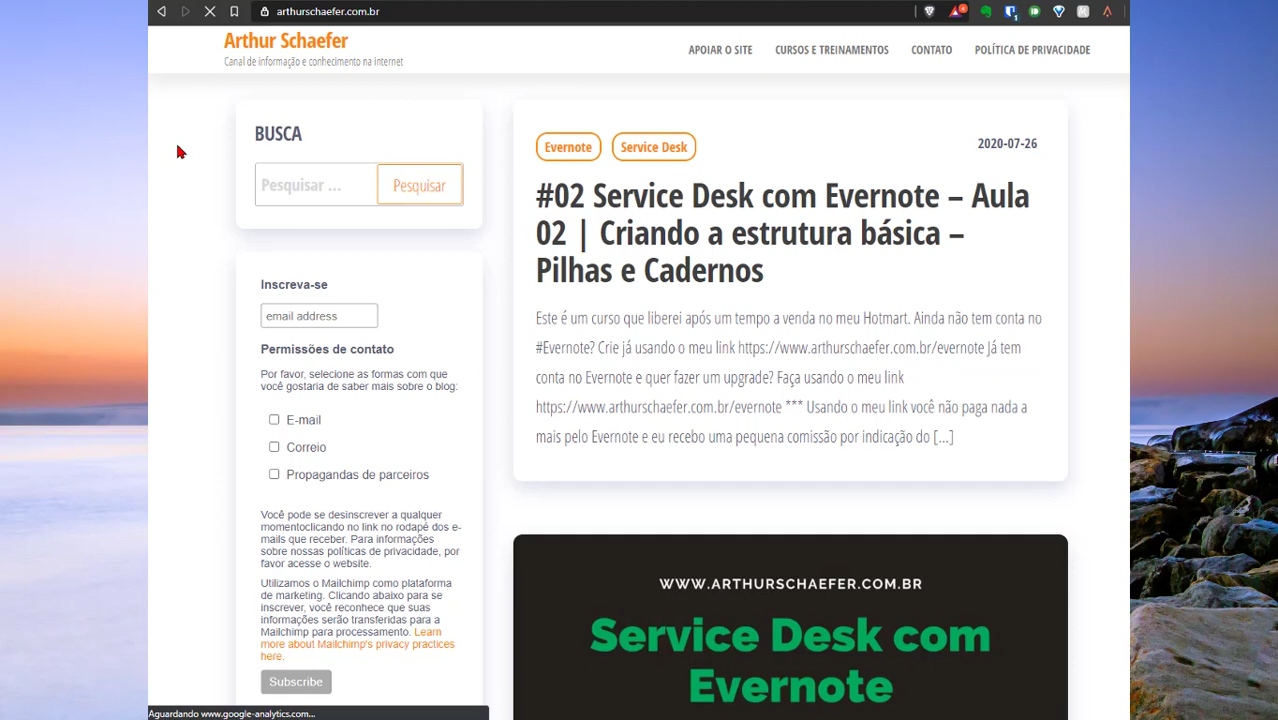 arthurschaefer.com.br
Arthur Schaefer
Canal de informação e conhecimento na Internet
APOIAR O SITE
CURSOS E TREINAMENTOS
CONTATO
POLÍTICA DE PRIVACIDADE
BUSCA
Pesquisar ...
Pesquisar
Inscreva-se
email address
Permissões de contato
Por favor, selecione as formas com que
você gostaria de saber mais sobre o blog:
E-mail
Correio
Propagandas de parceiros
Você pode se desinscrever a qualquer
momentoclicando no link no rodapé dos e-
mails que receber. Para informações
sobre nossas políticas de privacidade, por
favor acesse o website.
Utilizamos o Mailchimp como plataforma
de marketing. Clicando abaixo para se
inscrever, você reconhece que suas
informações serão transferidas para a
Mailchimp para processamento. Learn
more about Mailchimp's privacy practices
here.
Subscribe
Evernote
Service Desk
2020-07-26
#02 Service Desk com Evernote – Aula
02 | Criando a estrutura básica –
Pilhas e Cadernos
Este é um curso que liberei após um tempo a venda no meu Hotmart. Ainda não tem conta no
#Evernote? Crie já usando o meu link https://www.arthurschaefer.com.br/evernote Já tem
conta no Evernote e quer fazer um upgrade? Faça usando o meu link
https://www.arthurschaefer.com.br/evernote *** Usando o meu link você não paga nada a
mais pelo Evernote e eu recebo uma pequena comissão por indicação do [...]
WWW.ARTHURSCHAEFER.COM.BR
Service Desk com
Evernote
Aguardando www.google-analytics.com...